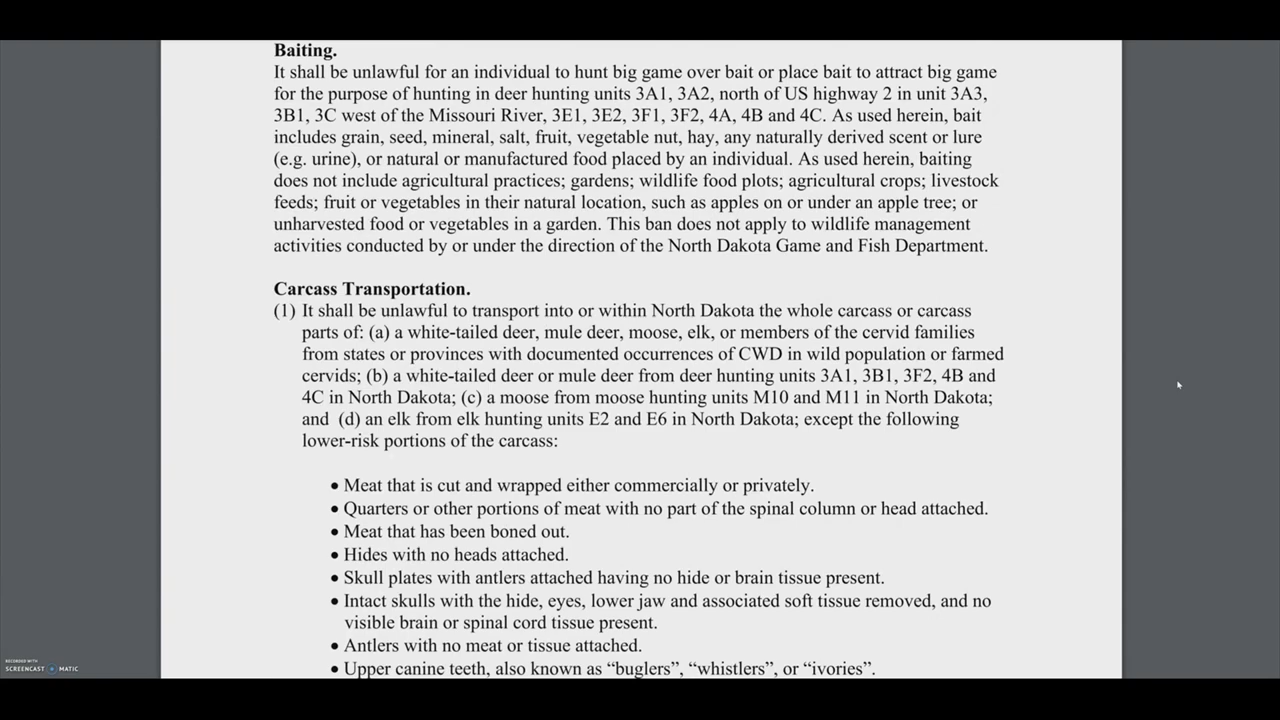 Baiting.
It shall be unlawful for an individual to hunt big game over bait or place bait to attract big game
for the purpose of hunting in deer hunting units 3A1, 3A2, north of US highway 2 in unit 3A3,
3B1, 3C west of the Missouri River, 3E1, 3E2, 3F1, 3F2, 4A, 4B and 4C. As used herein, bait
includes grain, seed, mineral, salt, fruit, vegetable nut, hay, any naturally derived scent or lure
(e.g. urine), or natural or manufactured food placed by an individual. As used herein, baiting
does not include agricultural practices; gardens; wildlife food plots; agricultural crops; livestock
feeds; fruit or vegetables in their natural location, such as apples on or under an apple tree; or
unharvested food or vegetables in a garden. This ban does not apply to wildlife management
activities conducted by or under the direction of the North Dakota Game and Fish Department.
Carcass Transportation.
(1) It shall be unlawful to transport into or within North Dakota the whole carcass or carcass
parts of: (a) a white-tailed deer, mule deer, moose, elk, or members of the cervid families
from states or provinces with documented occurrences of CWD in wild population or farmed
cervids; (b) a white-tailed deer or mule deer from deer hunting units 3A1, 3B1, 3F2, 4B and
4C in North Dakota; (c) a moose from moose hunting units M10 and M11 in North Dakota;
and (d) an elk from elk hunting units E2 and E6 in North Dakota; except the following
lower-risk portions of the carcass:
• Meat that is cut and wrapped either commercially or privately.
• Quarters or other portions of meat with no part of the spinal column or head attached.
• Meat that has been boned out.
• Hides with no heads attached.
• Skull plates with antlers attached having no hide or brain tissue present.
• Intact skulls with the hide, eyes, lower jaw and associated soft tissue removed, and no
visible brain or spinal cord tissue present.
• Antlers with no meat or tissue attached.
• Upper canine teeth, also known as “buglers”, “whistlers”, or “ivories”.
RECORDED WITH
SCREENCAST MATIC